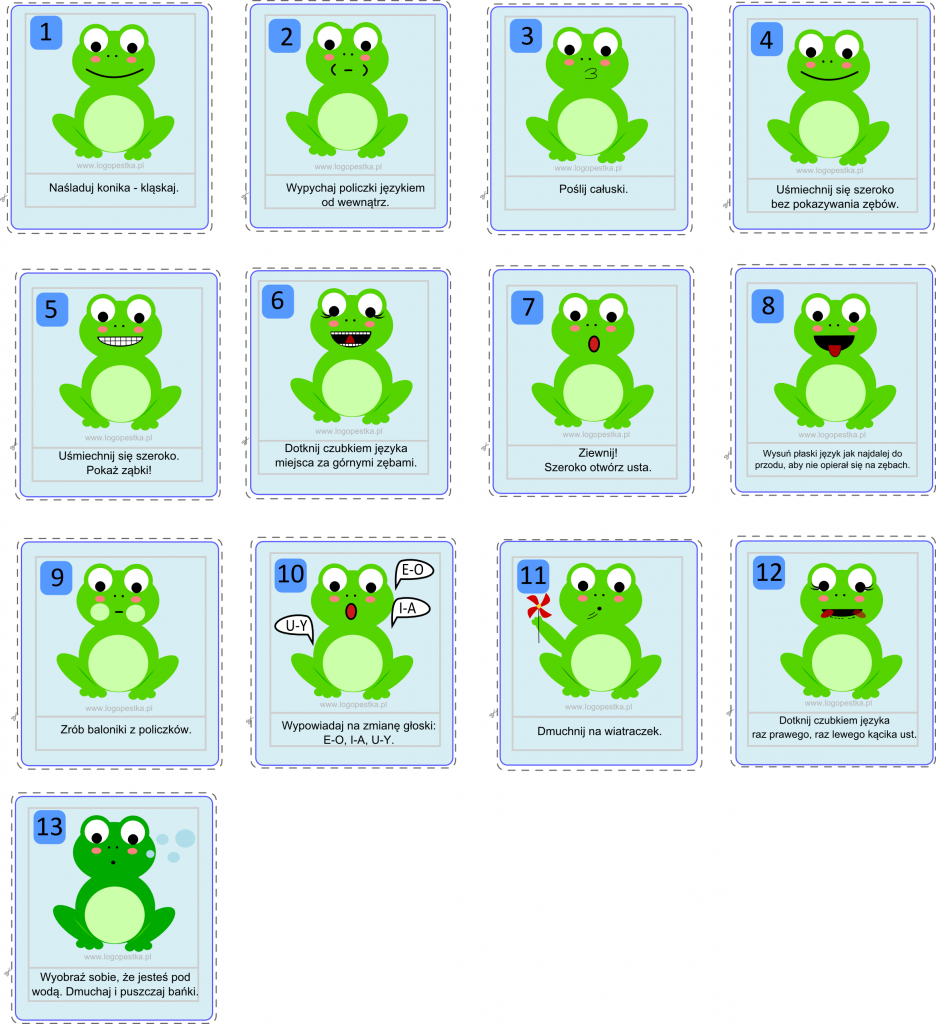 1
www.logopestka.pl
Naśladuj konika - kląskaj.
2
www.logopestka.pl
Wypychaj policzki językiem
od wewnątrz.
3
www.logopestka.pl
Poślij całuski.
4
www.logopestka.pl
Uśmiechnij się szeroko
bez pokazywania zębów.
5
www.logopestka.pl
Uśmiechnij się szeroko.
Pokaż ząbki!
6
www.logopestka.pl
Dotknij czubkiem języka
miejsca za górnymi zębami.
7
www.logopestka.pl
Ziewnij!
Szeroko otwórz usta.
8
www.logopestka.pl
Wysuń płaski język jak najdalej do
przodu, aby nie opierał się na zębach.
9
www.logopestka.pl
Zrób baloniki z policzków.
10
E-O
I-A
U-Y
www.logopestka.pl
Wypowiadaj na zmianę głoski:
E-O, I-A, U-Y.
11
www.logopestka.pl
Dmuchnij na wiatraczek.
12
www.logopestka.pl
Dotknij czubkiem języka
raz prawego, raz lewego kącika ust.
13
www.logopestka.pl
Wyobraź sobie, że jesteś pod
wodą. Dmuchaj i puszczaj bańki.